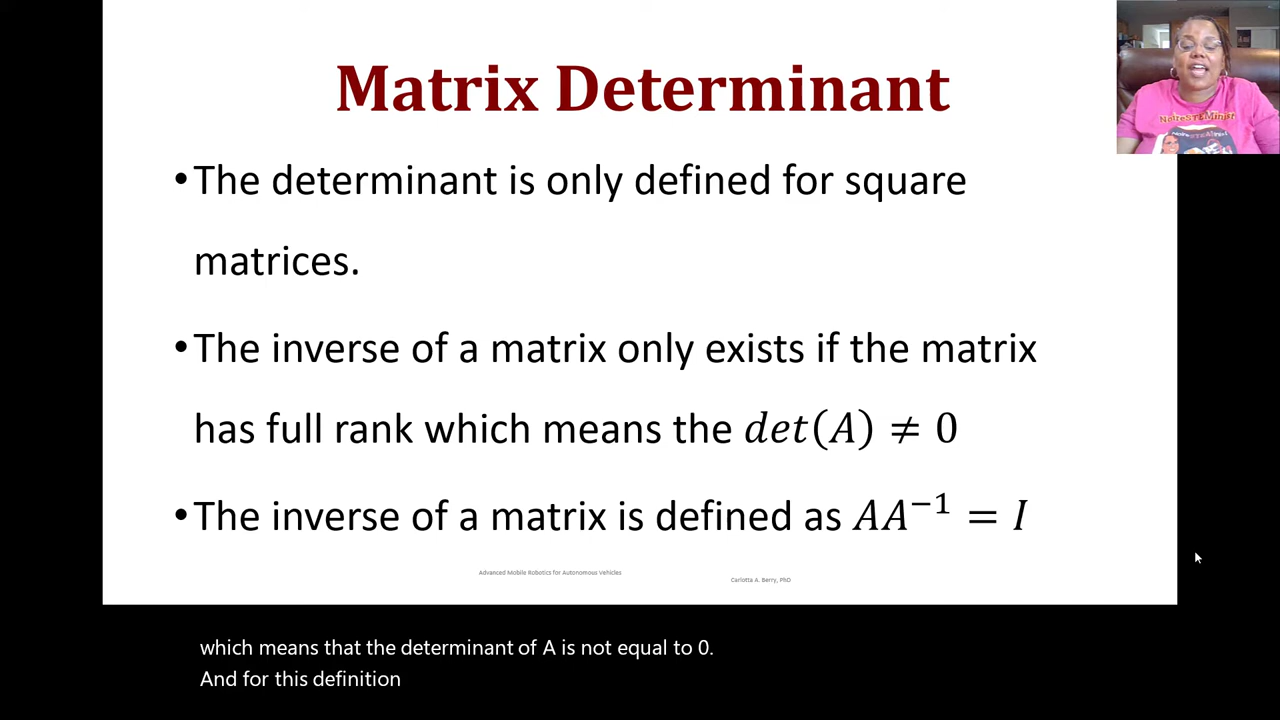 Matrix Determinant
•The determinant is only defined for square
matrices.
•The inverse of a matrix only exists if the matrix
has full rank which means the det(A) ≠ 0
•The inverse of a matrix is defined as AA⁻¹ = I
Advanced Mobile Robotics for Autonomous Vehicles
Carlotta A. Berry, PhD
which means that the determinant of A is not equal to 0.
And for this definition